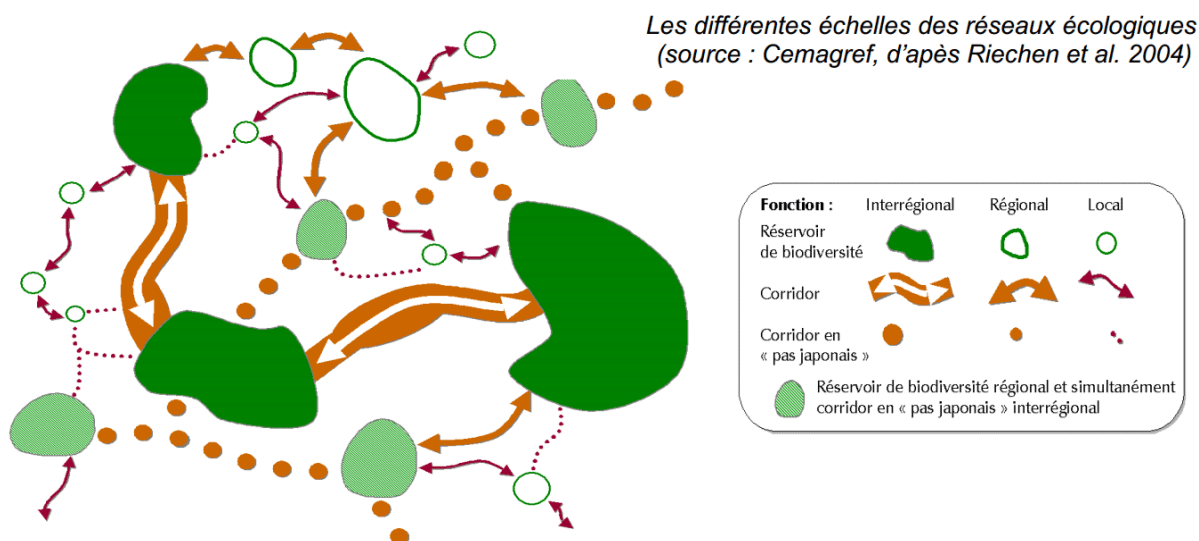 Les différentes échelles des réseaux écologiques
(source : Cemagref, d'apès Riechen et al. 2004)
Fonction : Interrégional Régional Local
Réservoir
de biodiversité
Corridor
Corridor en
« pas japonais »
Réservoir de biodiversité régional et simultanément
corridor en « pas japonais » interrégional